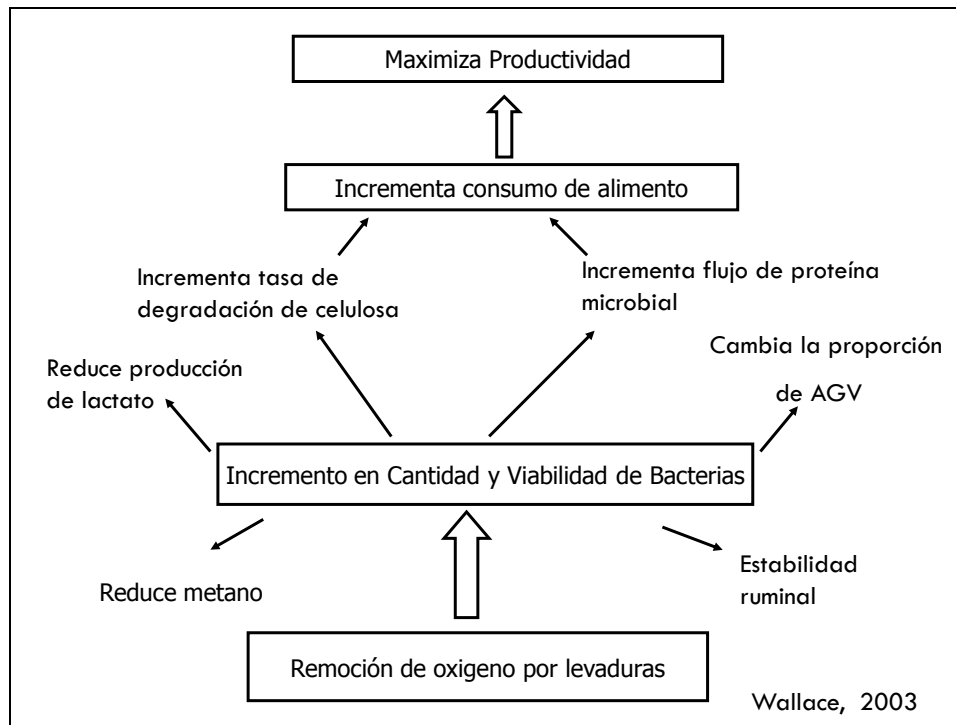 Maximiza Productividad
Incrementa consumo de alimento
Incrementa tasa de
degradación de celulosa
Incrementa flujo de proteína
microbial
Reduce producción
de lactato
Cambia la proporción
de AGV
Incremento en Cantidad y Viabilidad de Bacterias
Reduce metano
Estabilidad
ruminal
Remoción de oxigeno por levaduras
Wallace, 2003